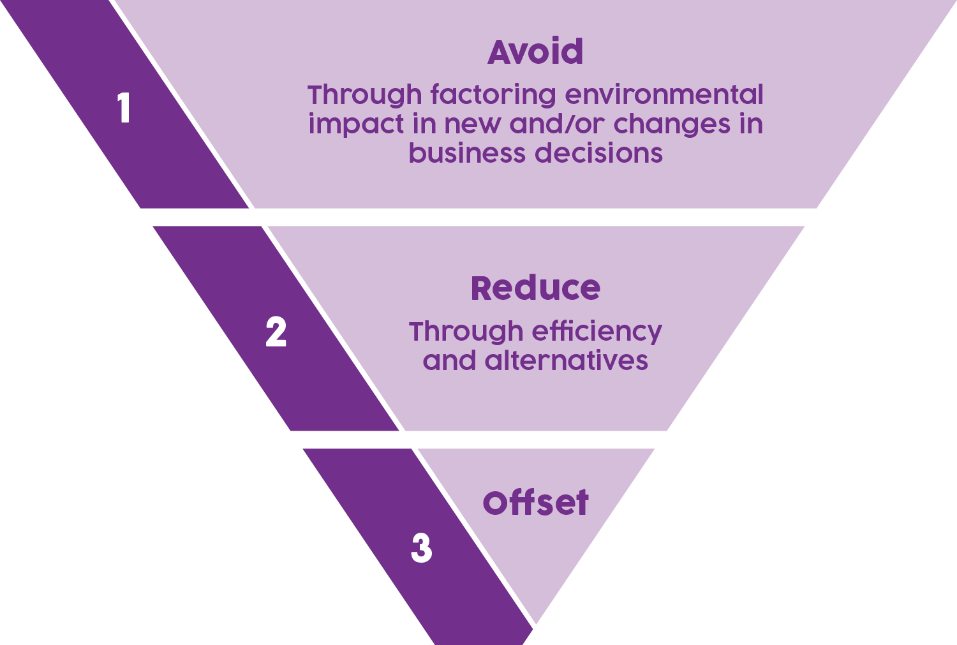 1
Avoid
Through factoring environmental
impact in new and/or changes in
business decisions
2
Reduce
Through efficiency
and alternatives
3
Offset